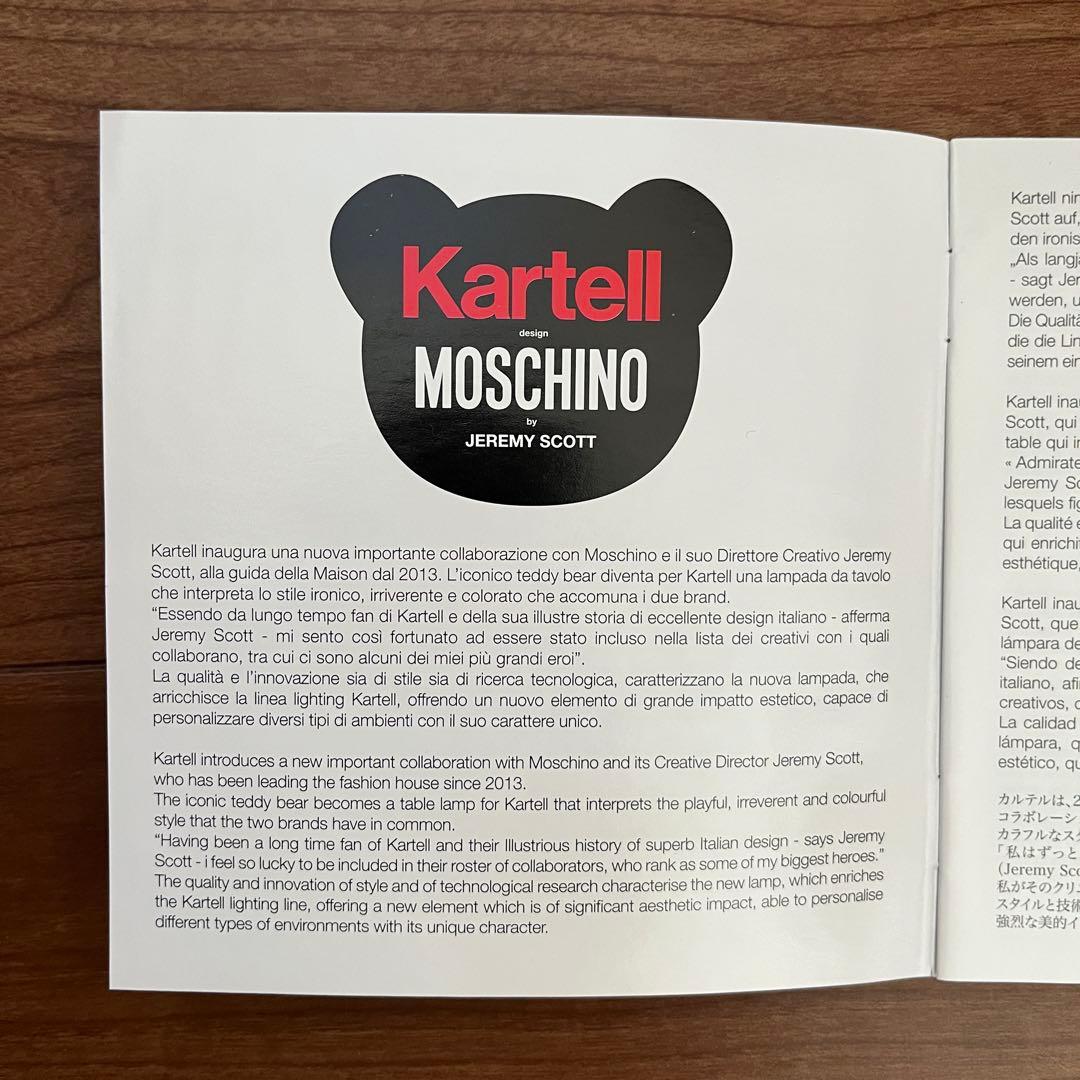 Kartell
design
MOSCHINO
by
JEREMY SCOTT
Kartell inaugura una nuova importante collaborazione con Moschino e il suo Direttore Creativo Jeremy
Scott, alla guida della Maison dal 2013. L’iconico teddy bear diventa per Kartell una lampada da tavolo
che interpreta lo stile ironico, irriverente e colorato che accomuna i due brand.
“Essendo da lungo tempo fan di Kartell e della sua illustre storia di eccellente design italiano - afferma
Jeremy Scott - mi sento così fortunato ad essere stato incluso nella lista dei creativi con i quali
collaborano, tra cui ci sono alcuni dei miei più grandi eroi”.
La qualità e l’innovazione sia di stile sia di ricerca tecnologica, caratterizzano la nuova lampada, che
arricchisce la linea lighting Kartell, offrendo un nuovo elemento di grande impatto estetico, capace di
personalizzare diversi tipi di ambienti con il suo carattere unico.
Kartell introduces a new important collaboration with Moschino and its Creative Director Jeremy Scott,
who has been leading the fashion house since 2013.
The iconic teddy bear becomes a table lamp for Kartell that interprets the playful, irreverent and colourful
style that the two brands have in common.
“Having been a long time fan of Kartell and their Illustrious history of superb Italian design - says Jeremy
Scott - i feel so lucky to be included in their roster of collaborators, who rank as some of my biggest heroes.”
The quality and innovation of style and of technological research characterise the new lamp, which enriches
the Kartell lighting line, offering a new element which is of significant aesthetic impact, able to personalise
different types of environments with its unique character.
Kartell
Scott auf,
den
„Als
- sagt
werden,
Die
die die
seinem
Kartell
Scott, qui
table qui
« Admirate
Jeremy
lesquels
La qualité
qui
esthétique,
Kartell
Scott, que
lámpara de
“Siendo
italiano,
creativos,
La calidad
lámpara,
estético,
カルテルは、2
コラボレーシ
カラフルなスタ
「私はずっと
(Jeremy
私がそのクリエ
スタイルと技術
強烈な美的イ